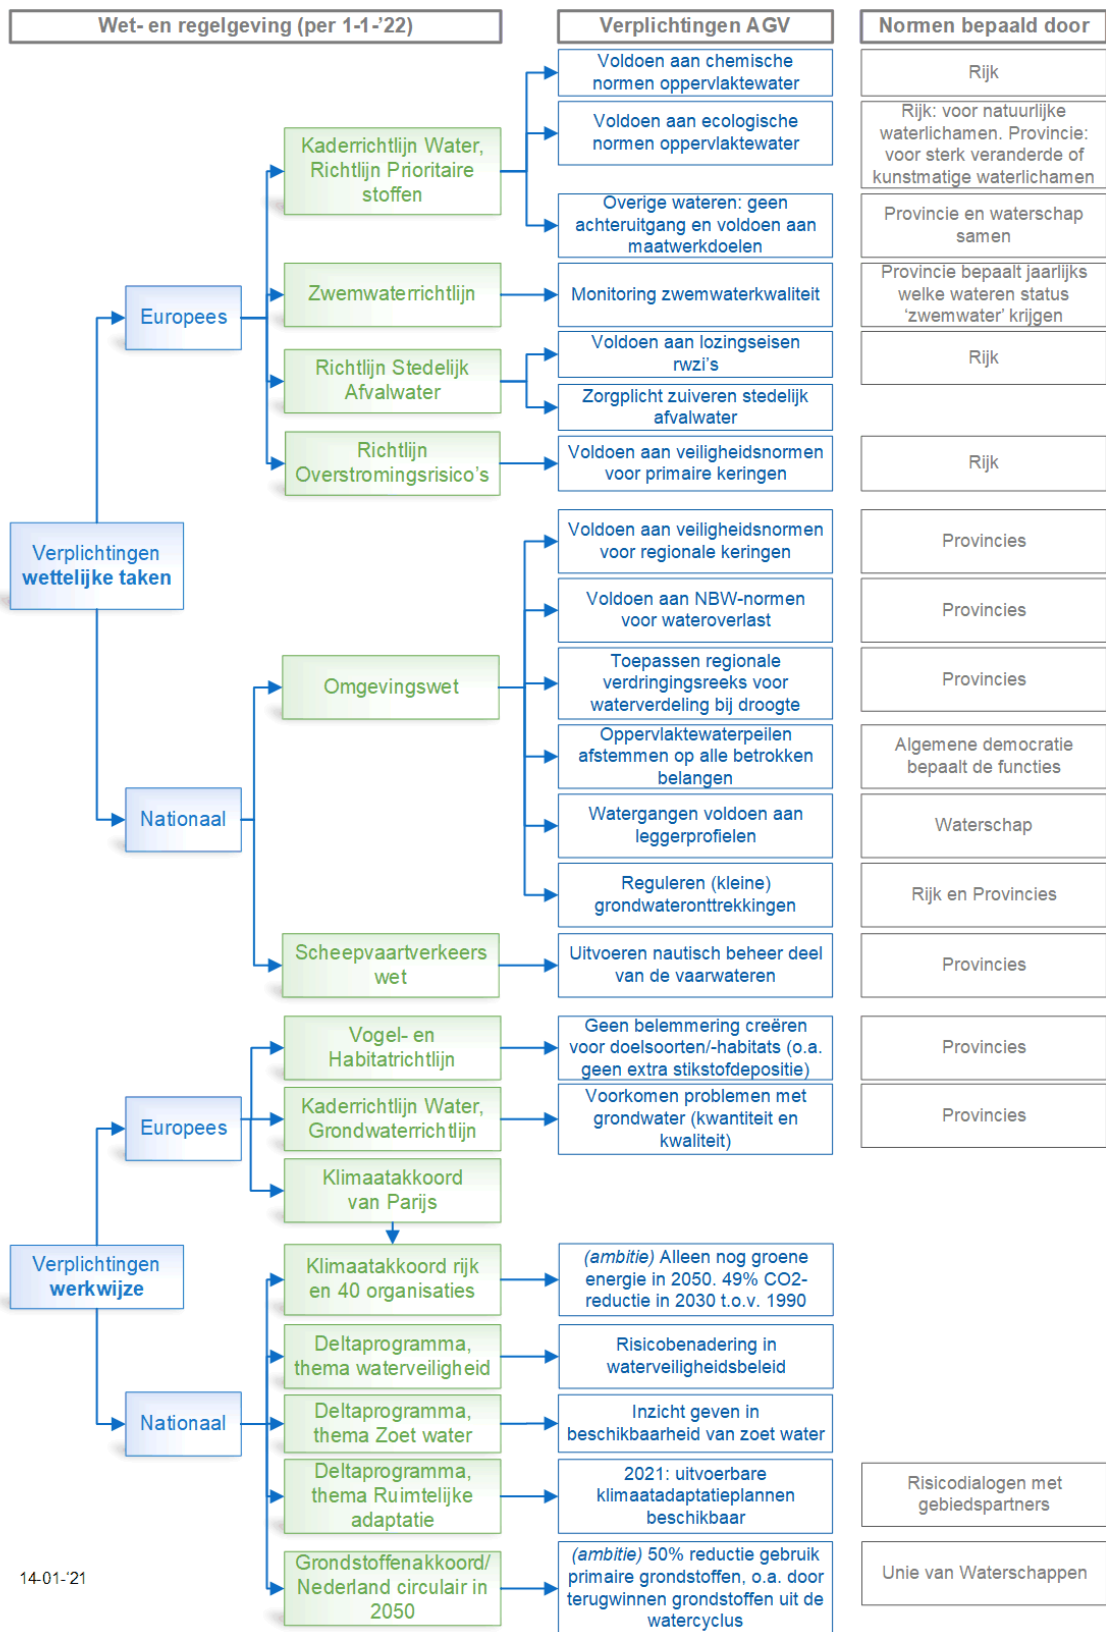 Wet- en regelgeving (per 1-1-'22)
Verplichtingen AGV
Normen bepaald door
Verplichtingen
wettelijke taken
Europees
Kaderrichtlijn Water,
Richtlijn Prioritaire
stoffen
Voldoen aan chemische
normen oppervlaktewater
Rijk
Voldoen aan ecologische
normen oppervlaktewater
Rijk: voor natuurlijke
waterlichamen. Provincie:
voor sterk veranderde of
kunstmatige waterlichamen
Overige wateren: geen
achteruitgang en voldoen aan
maatwerkdoelen
Provincie en waterschap
samen
Zwemwaterrichtlijn
Monitoring zwemwaterkwaliteit
Provincie bepaalt jaarlijks
welke wateren status
'zwemwater' krijgen
Richtlijn Stedelijk
Afvalwater
Voldoen aan lozingseisen
rwzi's
Rijk
Zorgplicht zuiveren stedelijk
afvalwater
Richtlijn
Overstromingsrisico's
Voldoen aan veiligheidsnormen
voor primaire keringen
Rijk
Nationaal
Omgevingswet
Voldoen aan veiligheidsnormen
voor regionale keringen
Provincies
Voldoen aan NBW-normen
voor wateroverlast
Provincies
Toepassen regionale
verdringingsreeks voor
waterverdeling bij droogte
Provincies
Oppervlaktewaterpeilen
afstemmen op alle betrokken
belangen
Algemene democratie
bepaalt de functies
Watergangen voldoen aan
leggerprofielen
Waterschap
Reguleren (kleine)
grondwateronttrekkingen
Rijk en Provincies
Scheepvaartverkeers
wet
Uitvoeren nautisch beheer deel
van de vaarwateren
Provincies
Verplichtingen
werkwijze
Europees
Vogel- en
Habitatrichtlijn
Geen belemmering creëren
voor doelsoorten/-habitats (o.a.
geen extra stikstofdepositie)
Provincies
Kaderrichtlijn Water,
Grondwaterrichtlijn
Voorkomen problemen met
grondwater (kwantiteit en
kwaliteit)
Provincies
Klimaatakkoord
van Parijs
Nationaal
Klimaatakkoord rijk
en 40 organisaties
(ambitie) Alleen nog groene
energie in 2050. 49% CO2-
reductie in 2030 t.o.v. 1990
Deltaprogramma,
thema waterveiligheid
Risicobenadering in
waterveiligheidsbeleid
Deltaprogramma,
thema Zoet water
Inzicht geven in
beschikbaarheid van zoet water
Deltaprogramma,
thema Ruimtelijke
adaptatie
2021: uitvoerbare
klimaatadaptatieplannen
beschikbaar
Risicodialogen met
gebiedspartners
Grondstoffenakkoord/
Nederland circulair in
2050
(ambitie) 50% reductie gebruik
primaire grondstoffen, o.a. door
terugwinnen grondstoffen uit de
watercyclus
Unie van Waterschappen
14-01-'21